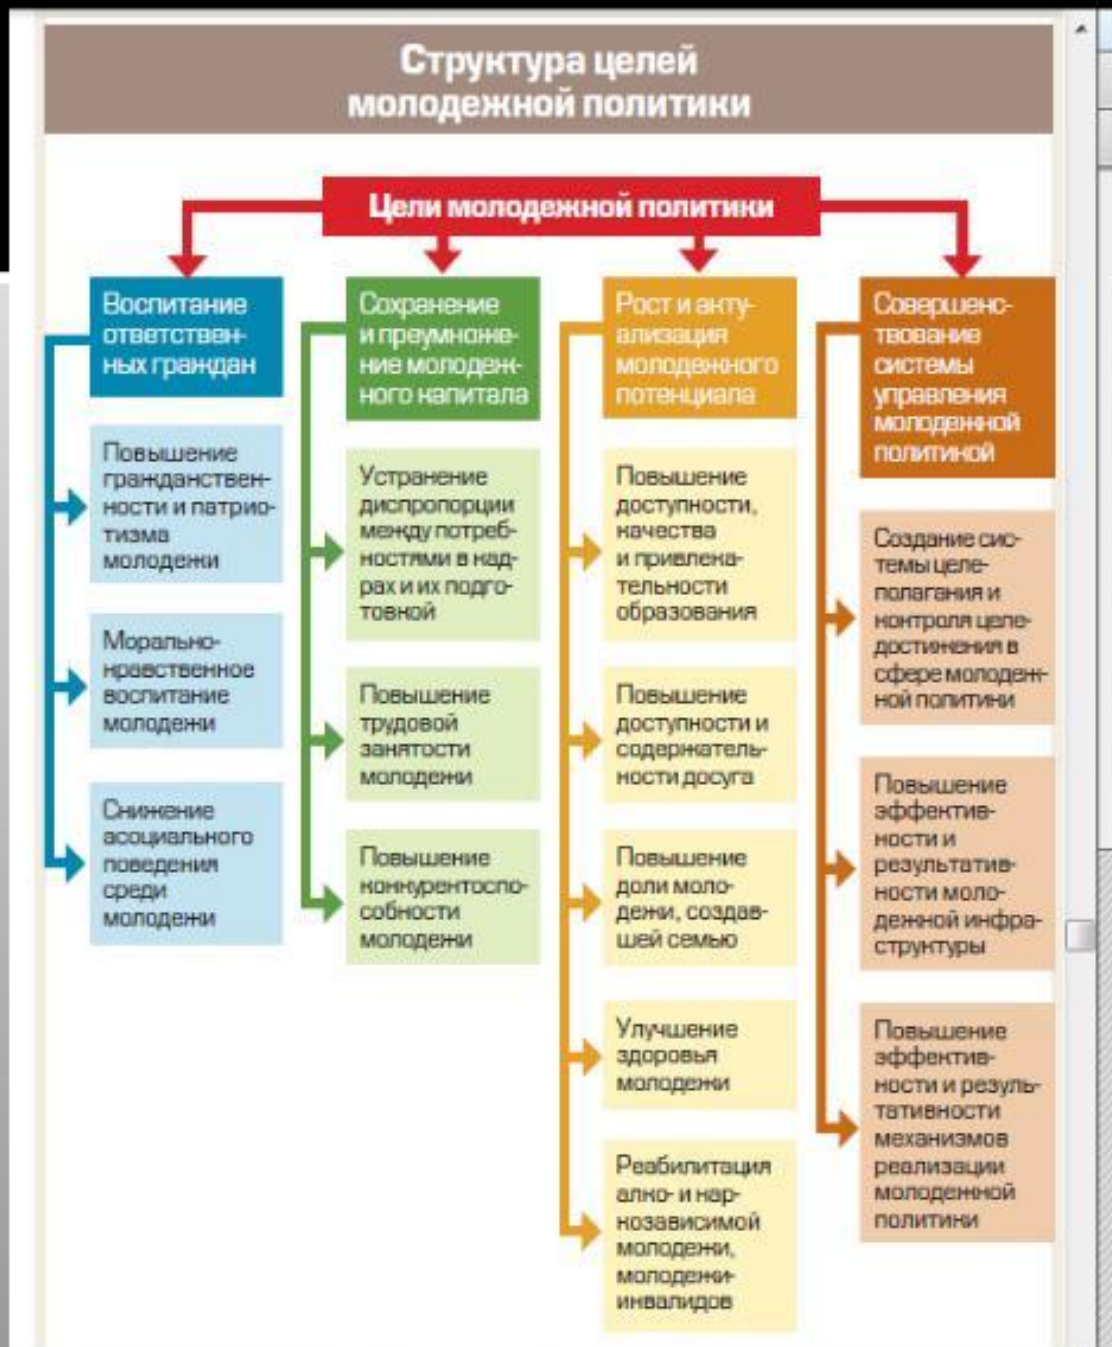 Структура целей
молодежной политики
Цели молодежной политики
Воспитание
ответствен-
ных граждан
Повышение
гражданствен-
ности и патрио-
тизма
молодежи
Морально-
нравственное
воспитание
молодежи
Снижение
асоциального
поведения
среди
молодежи
Сохранение
и преумноже-
ние молодеж-
ного капитала
Устранение
диспропорции
между потреб-
ностями в кад-
рах и их подго-
товкой
Повышение
трудовой
занятости
молодежи
Повышение
конкурентоспо-
собности
молодежи
Рост и акту-
ализация
молодежного
потенциала
Повышение
доступности,
качества
и привлека-
тельности
образования
Повышение
доступности и
содержатель-
ности досуга
Повышение
доли моло-
дежи, создав-
шей семью
Улучшение
здоровья
молодежи
Реабилитация
алко- и нар-
козависимой
молодежи,
молодежи-
инвалидов
Совершенс-
твование
системы
управления
молодежной
политикой
Создание сис-
темы целе-
полагания и
контроля целе-
достижения в
сфере молодеж-
ной политики
Повышение
эффектив-
ности и
результатив-
ности моло-
дежной инфра-
структуры
Повышение
эффектив-
ности и резуль-
тативности
механизмов
реализации
молодежной
политики